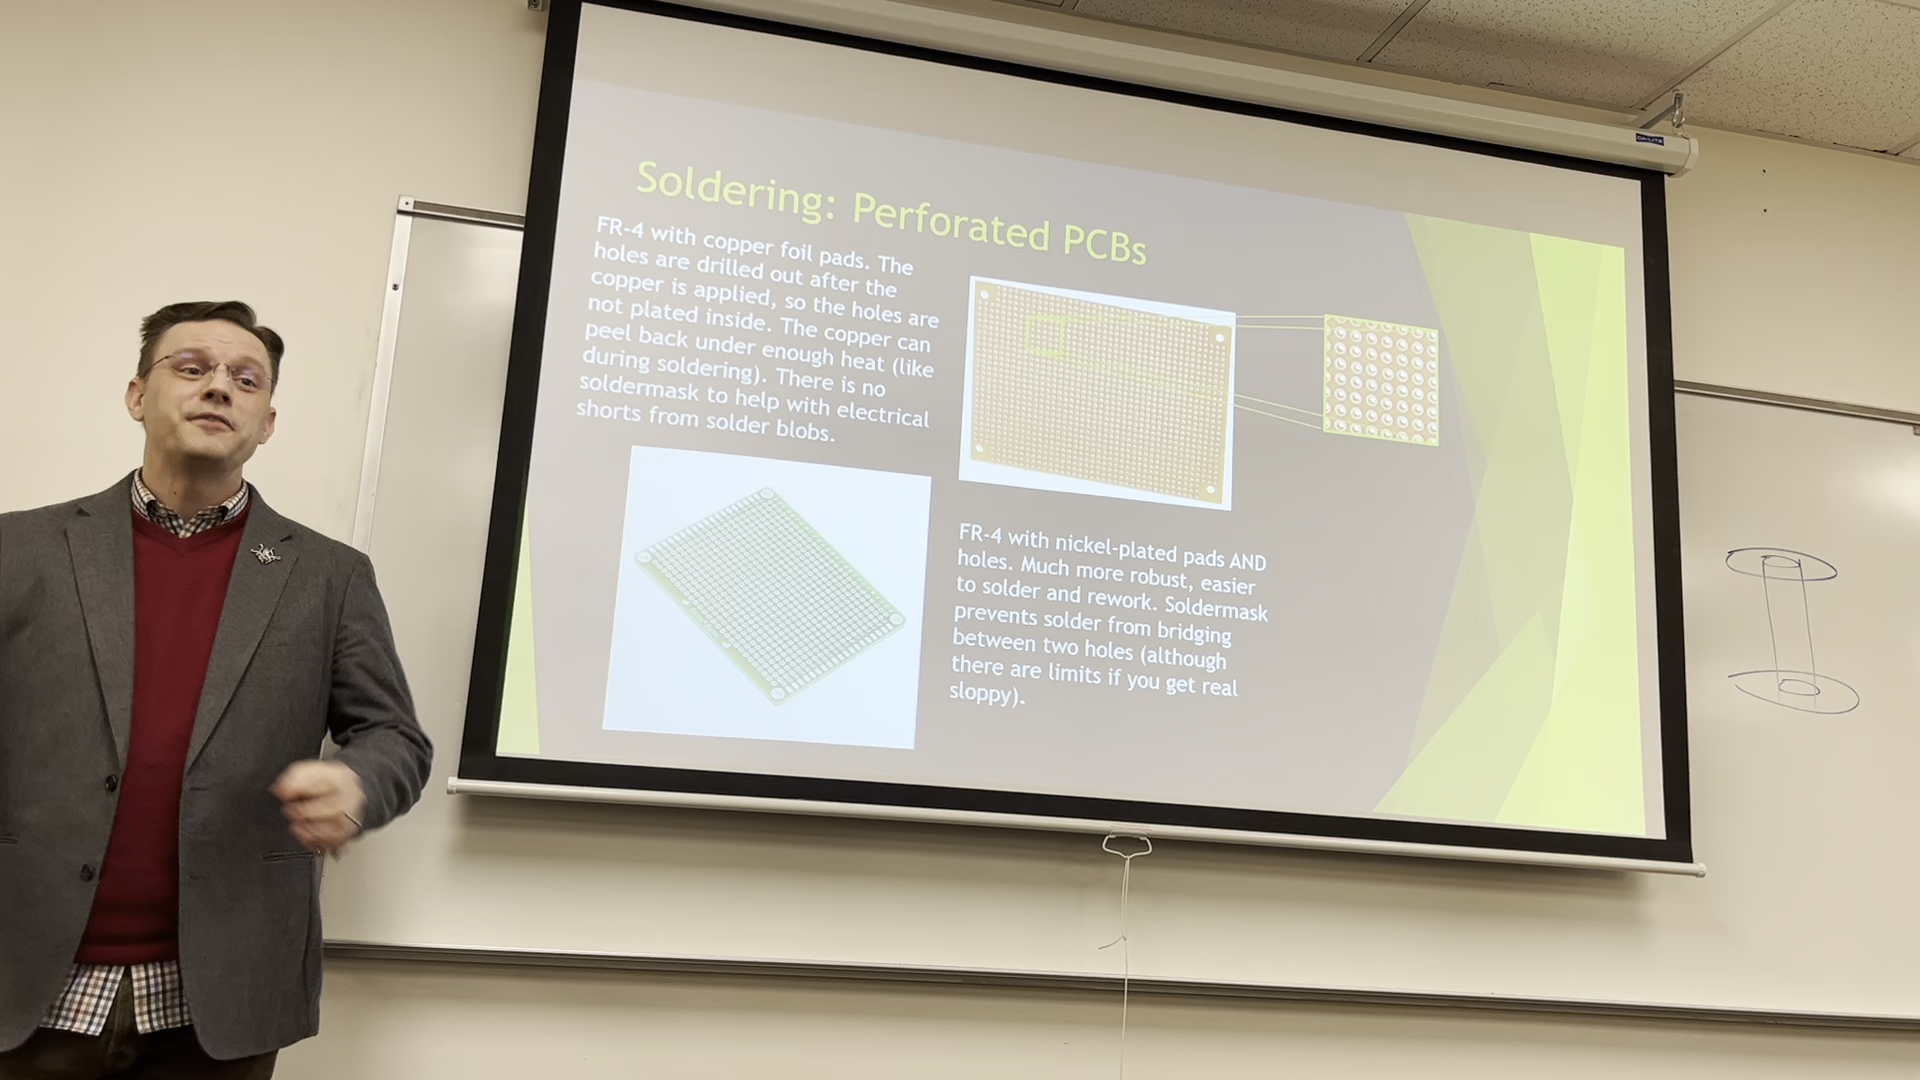 Soldering: Perforated PCBs
FR-4 with copper foil pads. The
holes are drilled out after the
copper is applied, so the holes are
not plated inside. The copper can
peel back under enough heat (like
during soldering). There is no
soldermask to help with electrical
shorts from solder blobs.
FR-4 with nickel-plated pads AND
holes. Much more robust, easier
to solder and rework. Soldermask
prevents solder from bridging
between two holes (although
there are limits if you get real
sloppy).
DA-LITE